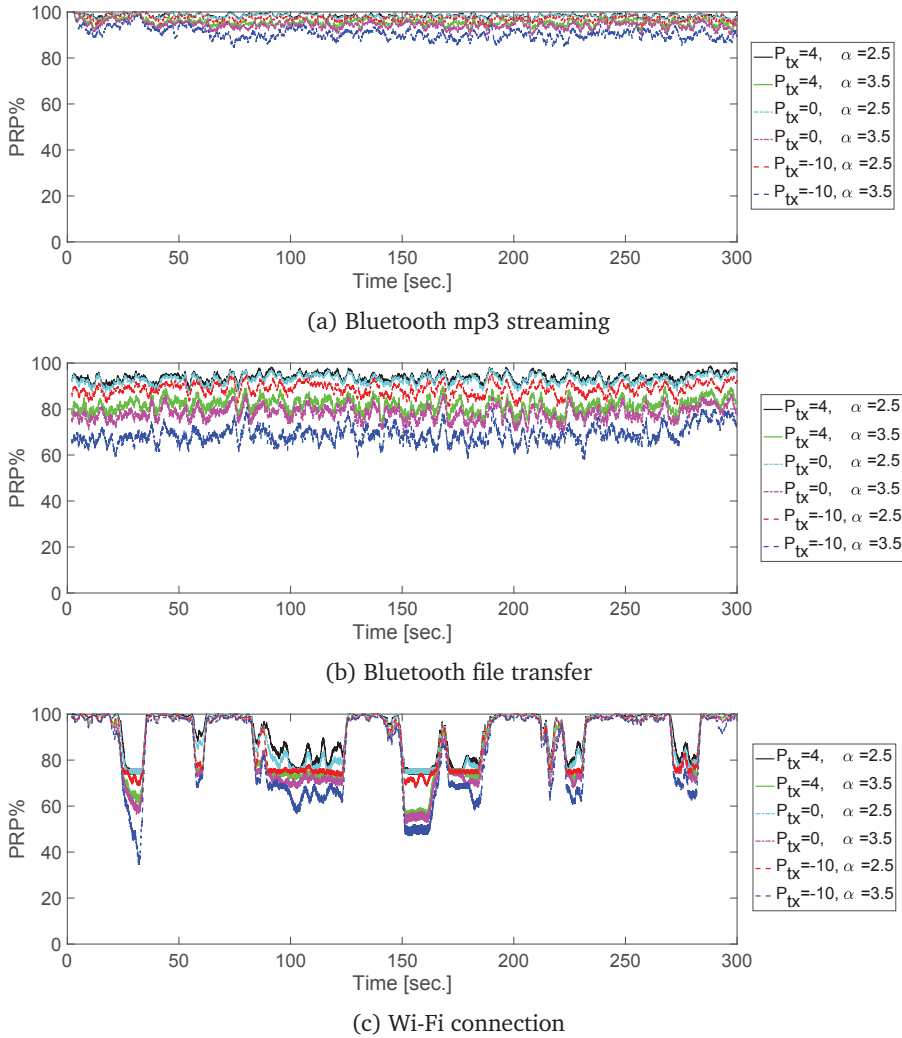 100
80
60
40
20
0
PRP%
0 50 100 150 200 250 300
Time [sec.]
P_tx=4, α =2.5
P_tx=4, α =3.5
P_tx=0, α =2.5
P_tx=0, α =3.5
P_tx=-10, α =2.5
P_tx=-10, α =3.5
(a) Bluetooth mp3 streaming
100
80
60
40
20
0
PRP%
0 50 100 150 200 250 300
Time [sec.]
P_tx=4, α =2.5
P_tx=4, α =3.5
P_tx=0, α =2.5
P_tx=0, α =3.5
P_tx=-10, α =2.5
P_tx=-10, α =3.5
(b) Bluetooth file transfer
100
80
60
40
20
0
PRP%
0 50 100 150 200 250 300
Time [sec.]
P_tx=4, α =2.5
P_tx=4, α =3.5
P_tx=0, α =2.5
P_tx=0, α =3.5
P_tx=-10, α =2.5
P_tx=-10, α =3.5
(c) Wi-Fi connection